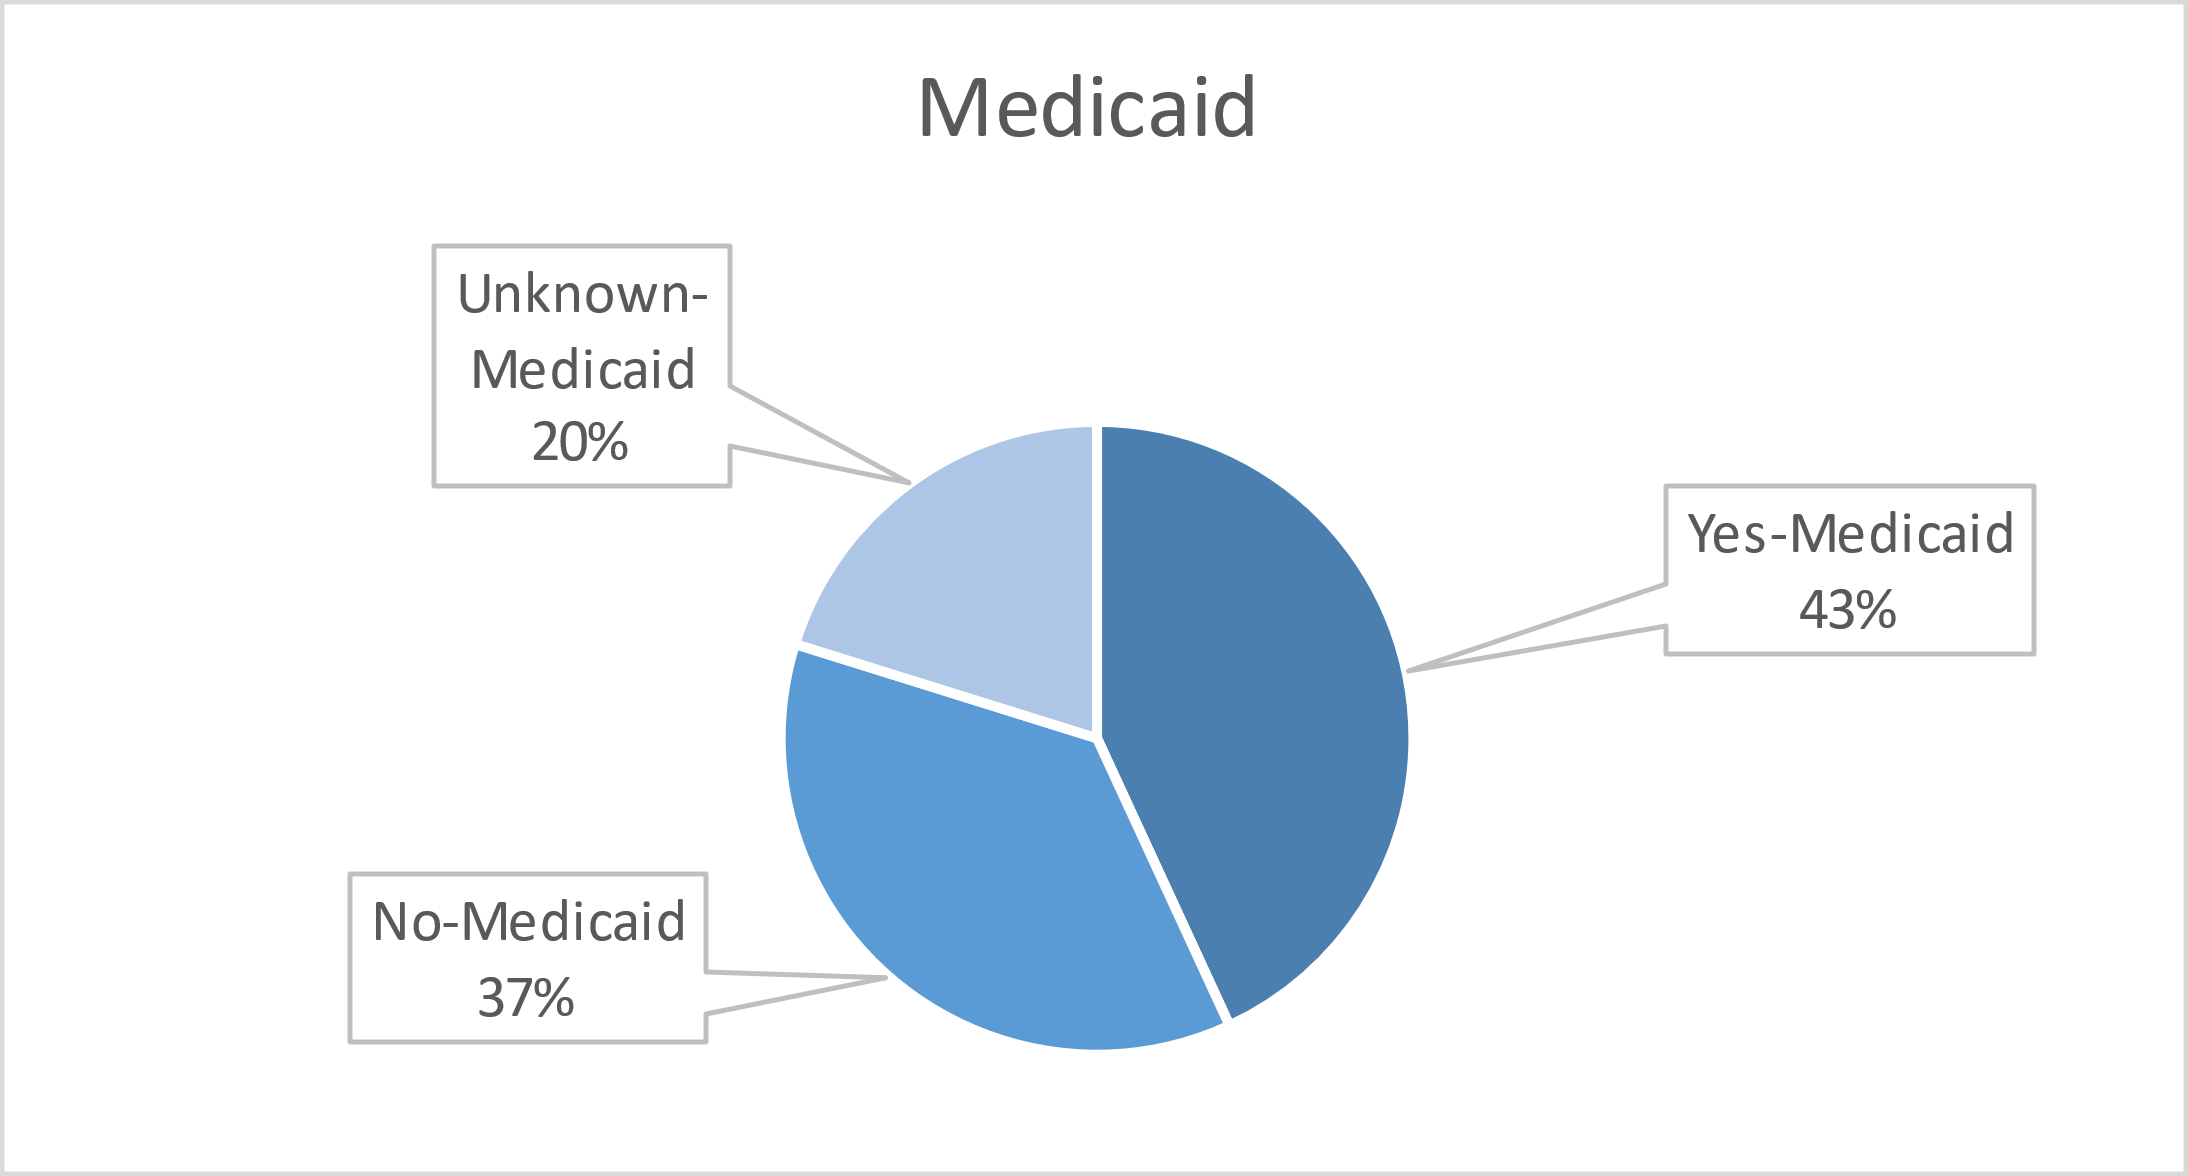 Medicaid
Unknown-
Medicaid
20%
Yes-Medicaid
43%
No-Medicaid
37%